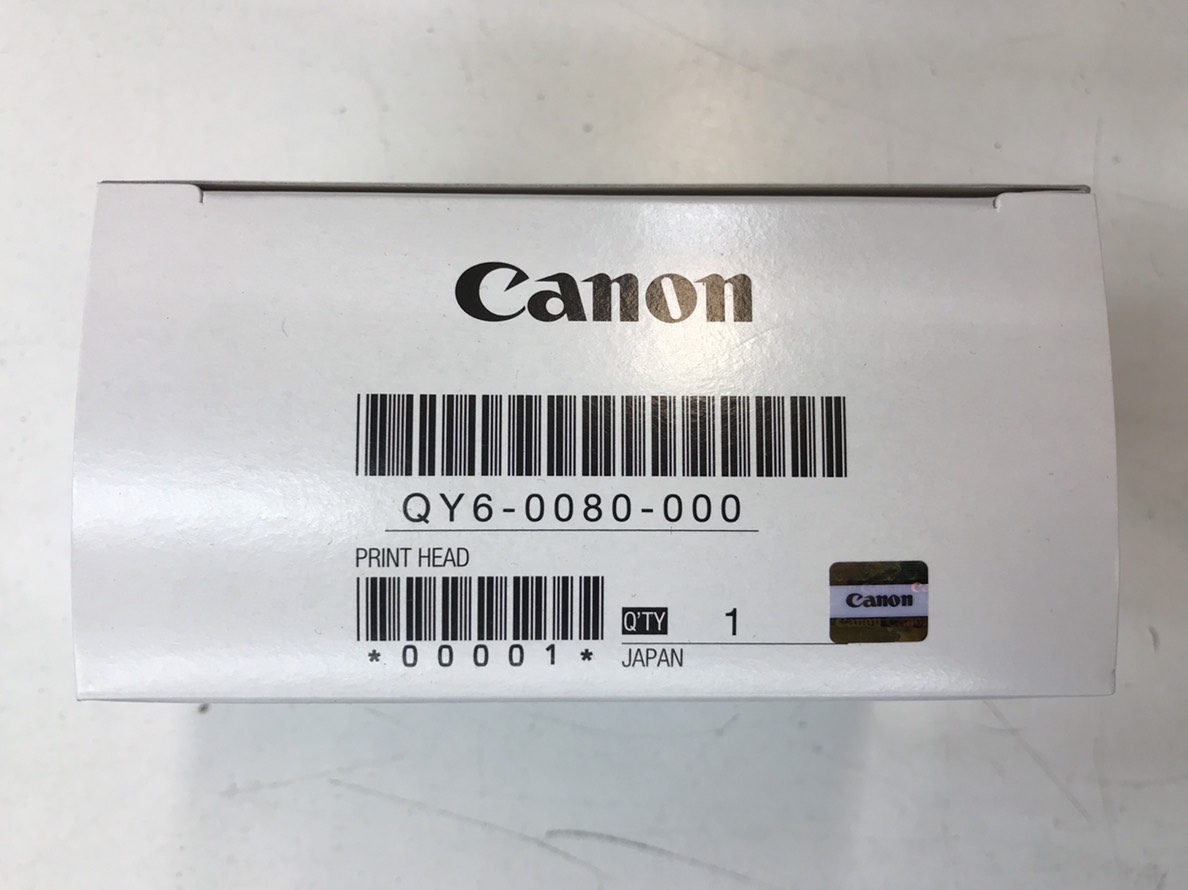 Canon
QY6-0080-000
PRINT HEAD
*00001*
Q'TY 1
JAPAN
Canon